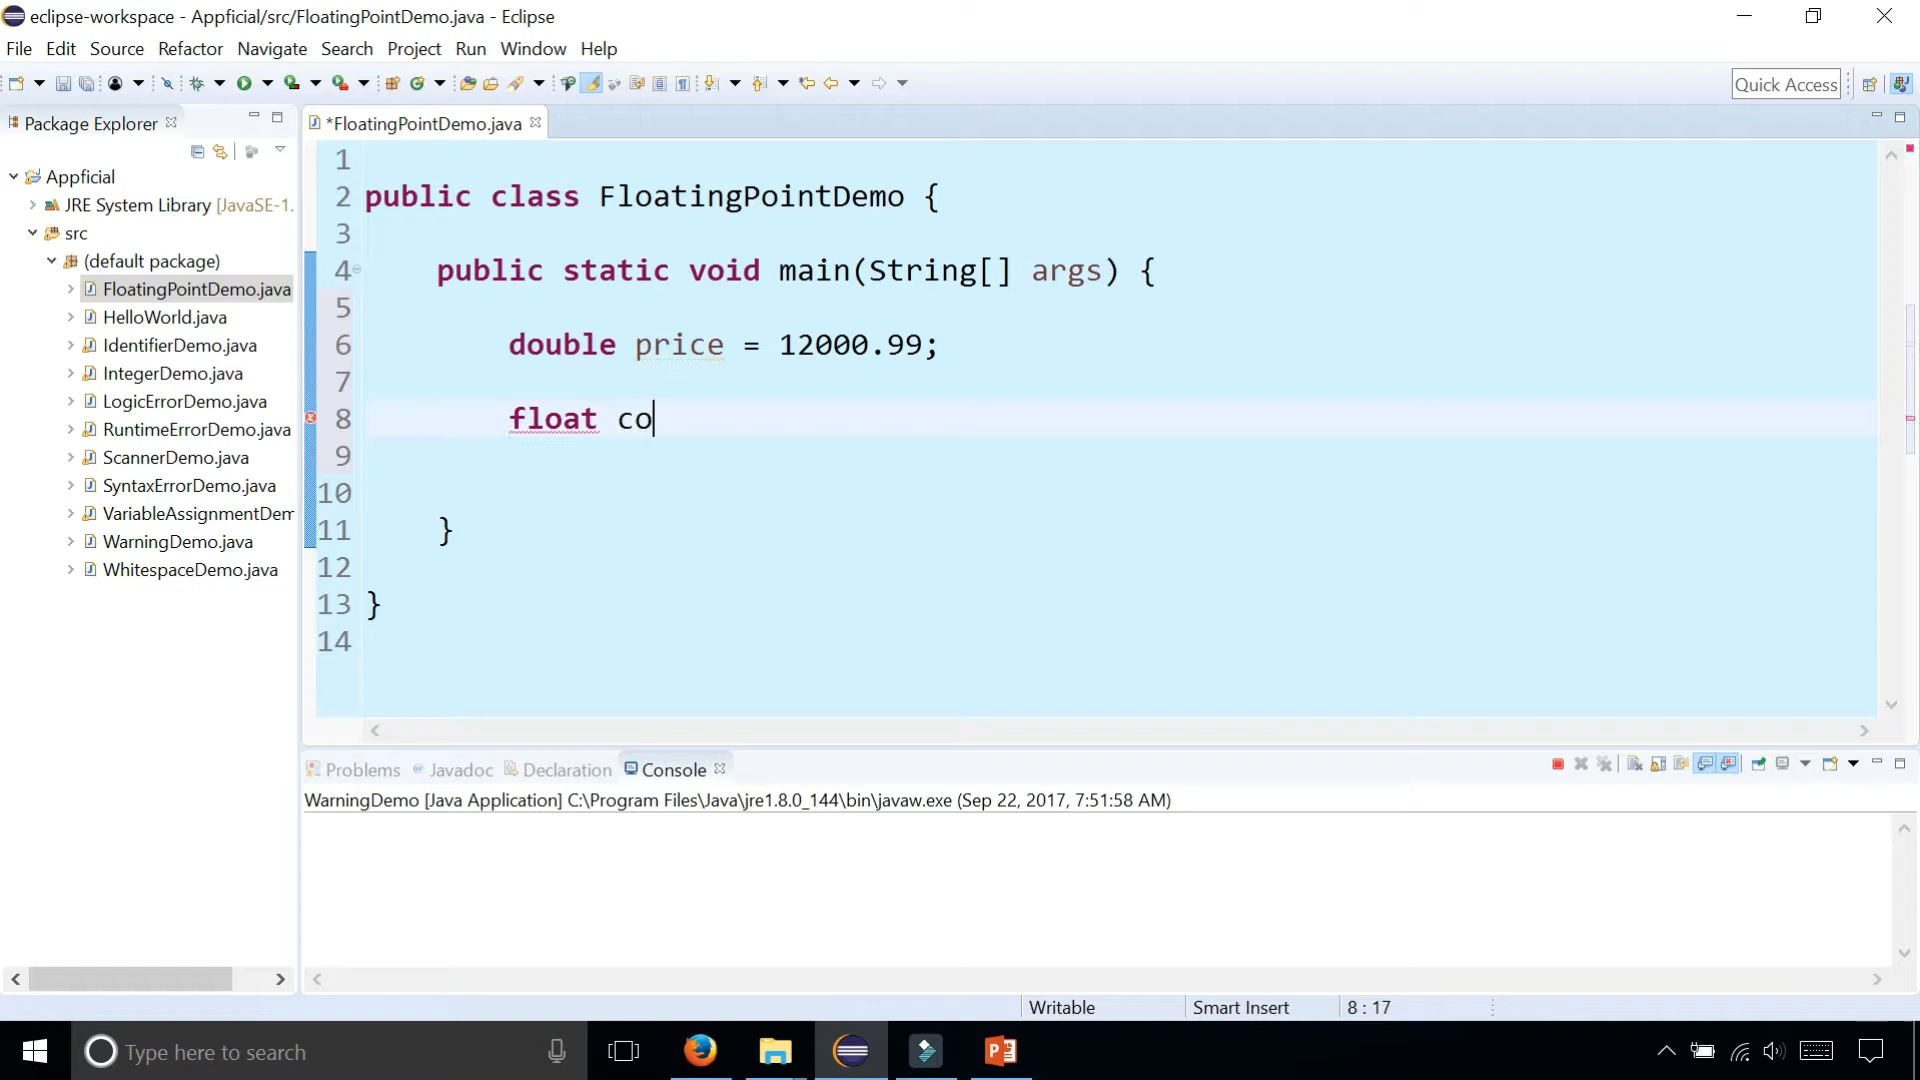 eclipse-workspace - Appficial/src/FloatingPointDemo.java - Eclipse
File Edit Source Refactor Navigate Search Project Run Window Help
Quick Access
Package Explorer
*FloatingPointDemo.java
Appficial
JRE System Library [JavaSE-1.
src
(default package)
FloatingPointDemo.java
HelloWorld.java
IdentifierDemo.java
IntegerDemo.java
LogicErrorDemo.java
RuntimeErrorDemo.java
ScannerDemo.java
SyntaxErrorDemo.java
VariableAssignmentDem
WarningDemo.java
WhitespaceDemo.java
1
2 public class FloatingPointDemo {
3
4 public static void main(String[] args) {
5
6 double price = 12000.99;
7
8 float co
9
10
11 }
12
13 }
14
Problems Javadoc Declaration Console
WarningDemo [Java Application] C:\Program Files\Java\jre1.8.0_144\bin\javaw.exe (Sep 22, 2017, 7:51:58 AM)
Writable Smart Insert 8 : 17
Type here to search